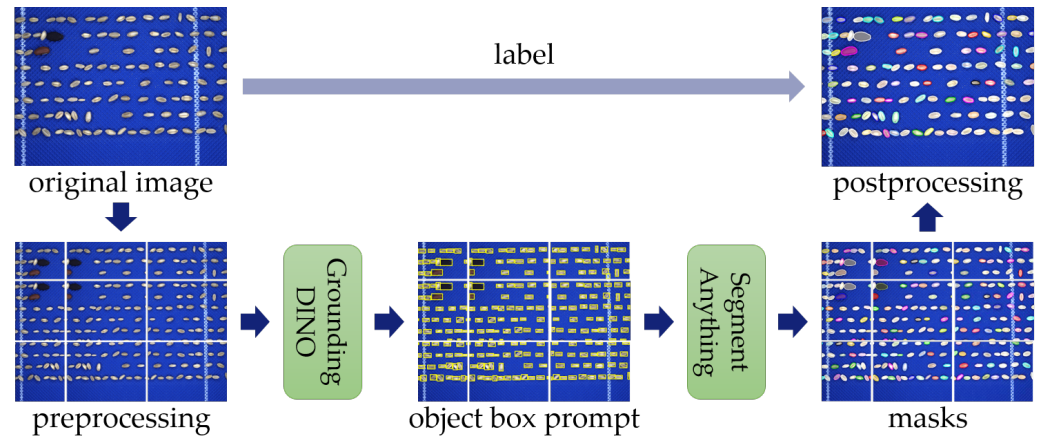 label
original image
postprocessing
Grounding
DINO
Segment
Anything
preprocessing
object box prompt
masks